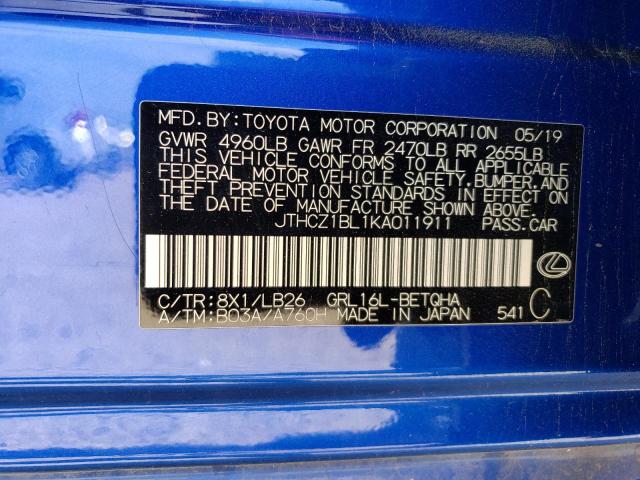 MFD. BY: TOYOTA MOTOR CORPORATION 05/19
GVWR 4960LB GAWR FR 2470LB RR 2655LB
THIS VEHICLE CONFORMS TO ALL APPLICABLE
FEDERAL MOTOR VEHICLE SAFETY, BUMPER, AND
THEFT PREVENTION STANDARDS IN EFFECT ON
THE DATE OF MANUFACTURE SHOWN ABOVE.
JTHCZ1BL1KA011911 PASS.CAR
C/TR: 8X1/LB26 GRL16L-BETQHA
A/TM: B03A/A760H MADE IN JAPAN 541 C